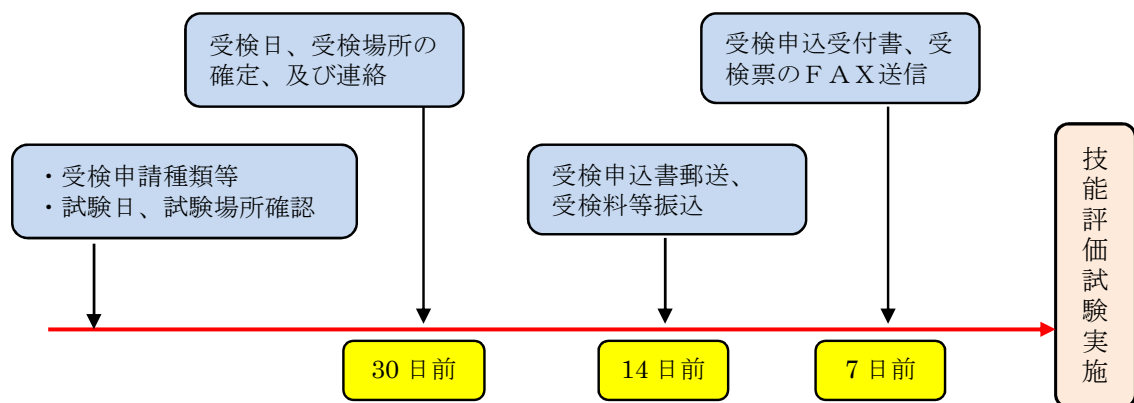 受検日、受検場所の
確定、及び連絡
受検申込受付書、受
検票のＦＡＸ送信
・受検申請種類等
・試験日、試験場所確認
受検申込書郵送、
受検料等振込
技能評価試験実施
30 日前
14 日前
7 日前